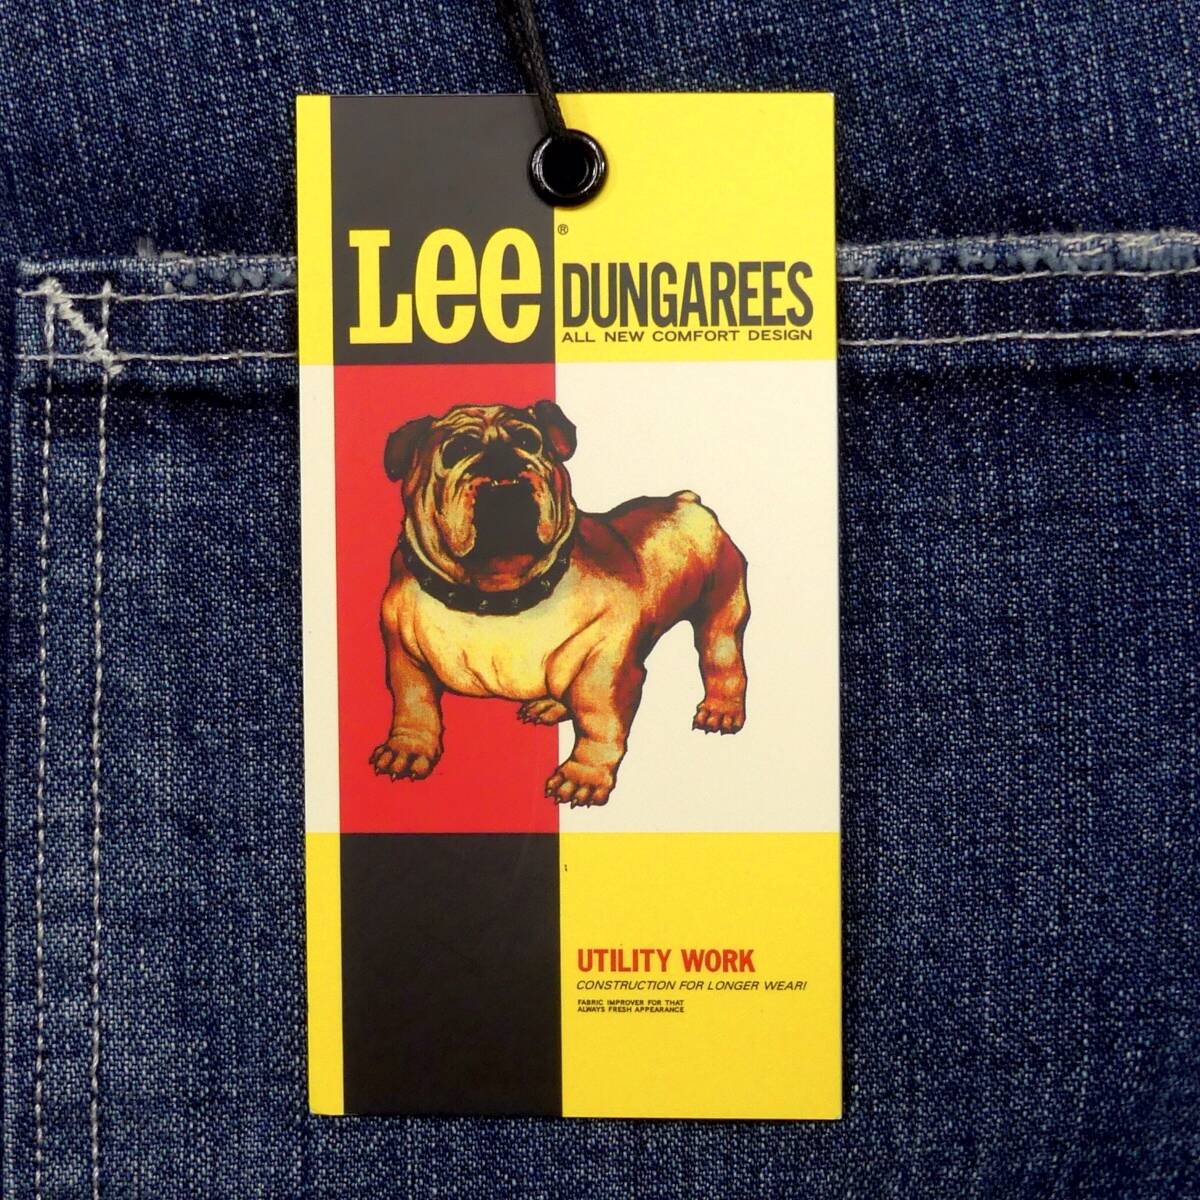 Lee®
DUNGAREES
ALL NEW COMFORT DESIGN
UTILITY WORK
CONSTRUCTION FOR LONGER WEAR!
FABRIC IMPROVER FOR THAT
ALWAYS FRESH APPEARANCE